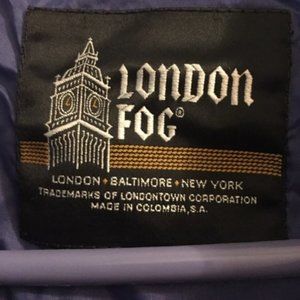 LONDON
FOG®
LONDON • BALTIMORE • NEW YORK
TRADEMARKS OF LONDONTOWN CORPORATION
MADE IN COLOMBIA, S.A.